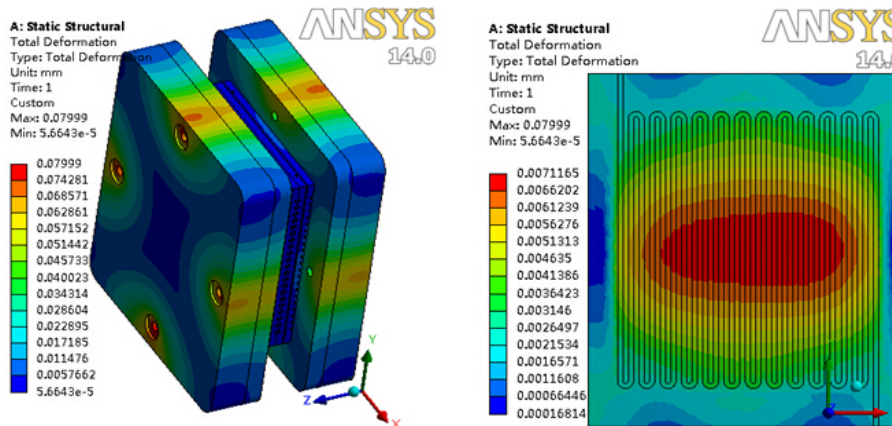 ANSYS
14.0
A: Static Structural
Total Deformation
Type: Total Deformation
Unit: mm
Time: 1
Custom
Max: 0.07999
Min: 5.6643e-5
0.07999
0.074281
0.068571
0.062861
0.057152
0.051442
0.045733
0.040023
0.034314
0.028604
0.022895
0.017185
0.011476
0.0057662
5.6643e-5
Y
Z
X
ANSYS
14.0
A: Static Structural
Total Deformation
Type: Total Deformation
Unit: mm
Time: 1
Custom
Max: 0.07999
Min: 5.6643e-5
0.0071165
0.0066202
0.0061239
0.0056276
0.0051313
0.004635
0.0041386
0.0036423
0.003146
0.0026497
0.0021534
0.0016571
0.0011608
0.00066446
0.00016814
Z